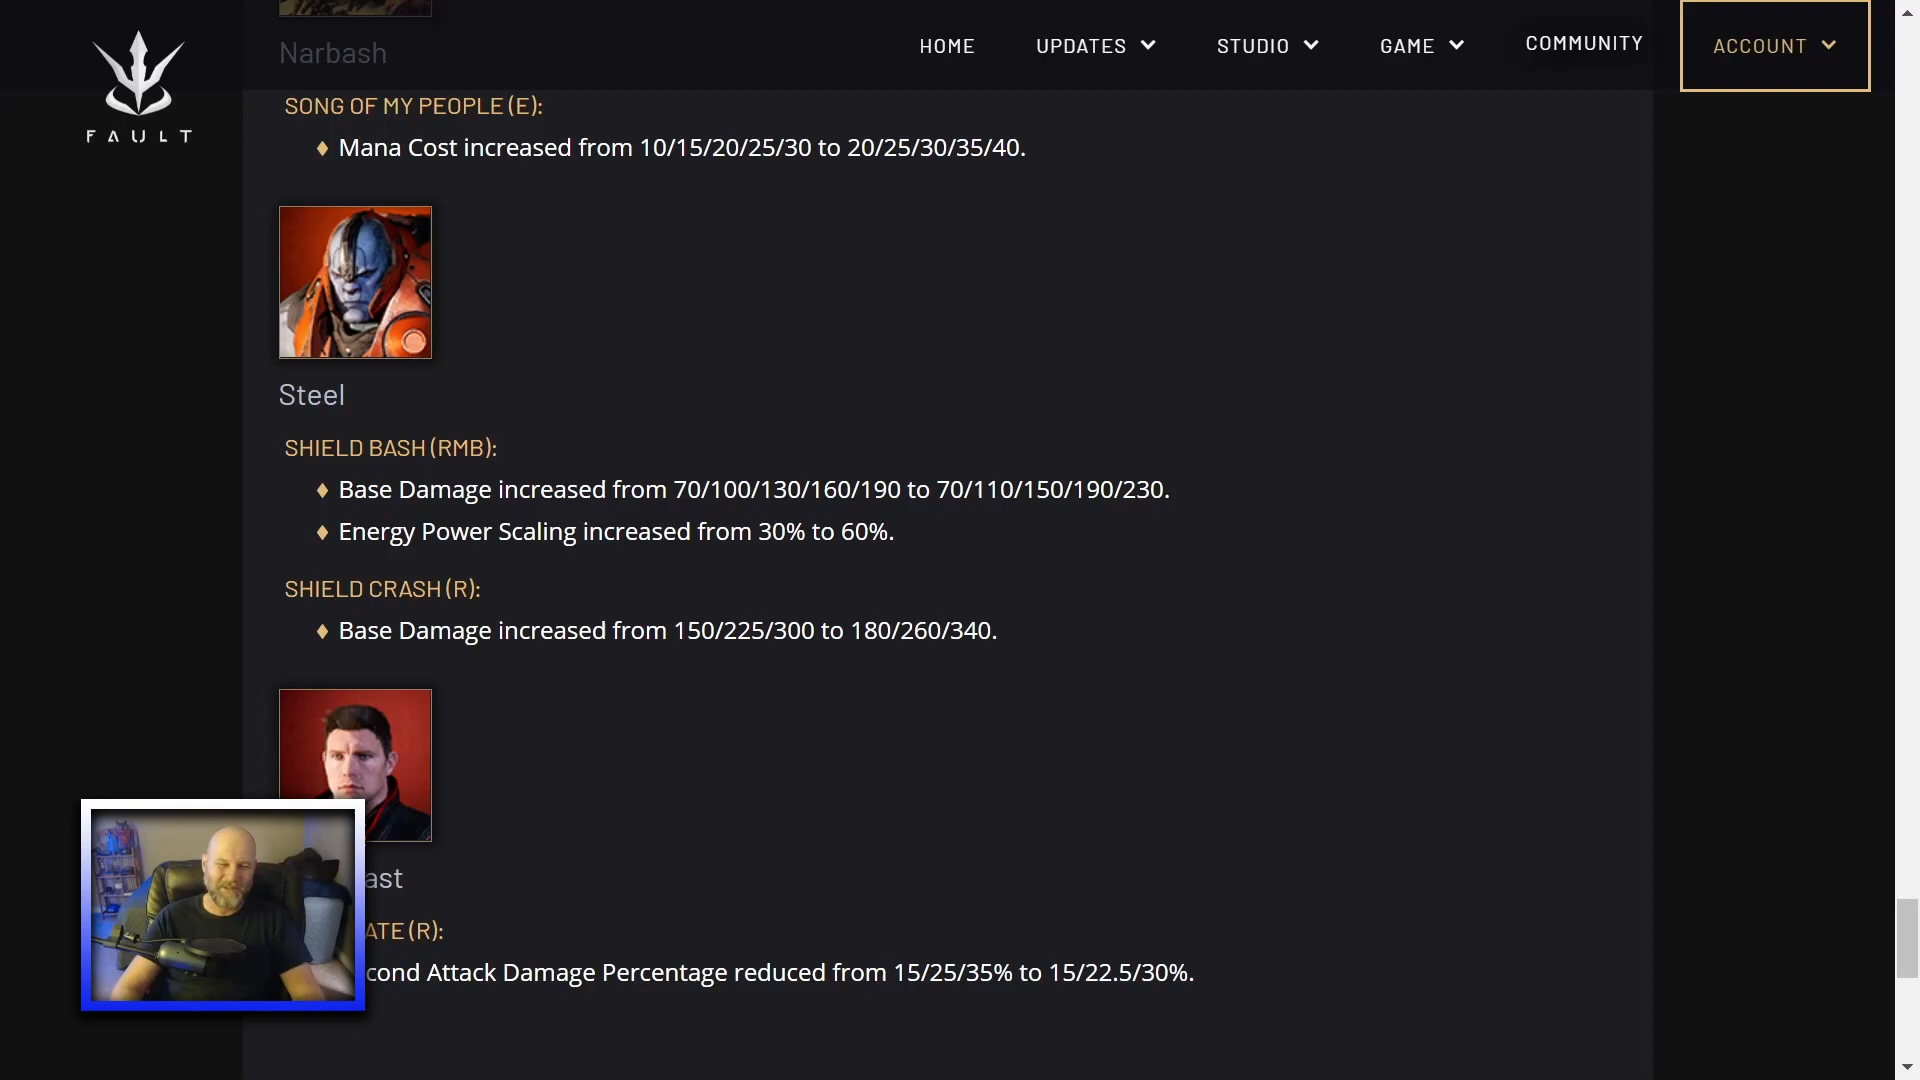 Narbash
HOME
UPDATES
STUDIO
GAME
COMMUNITY
ACCOUNT
FAULT
SONG OF MY PEOPLE (E):
Mana Cost increased from 10/15/20/25/30 to 20/25/30/35/40.
Steel
SHIELD BASH (RMB):
Base Damage increased from 70/100/130/160/190 to 70/110/150/190/230.
Energy Power Scaling increased from 30% to 60%.
SHIELD CRASH (R):
Base Damage increased from 150/225/300 to 180/260/340.
ast
ATE (R):
cond Attack Damage Percentage reduced from 15/25/35% to 15/22.5/30%.